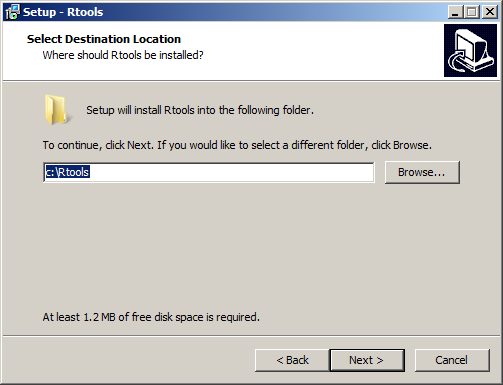 Setup - Rtools
Select Destination Location
Where should Rtools be installed?
Setup will install Rtools into the following folder.
To continue, click Next. If you would like to select a different folder, click Browse.
c:\Rtools
Browse...
At least 1.2 MB of free disk space is required.
< Back
Next >
Cancel